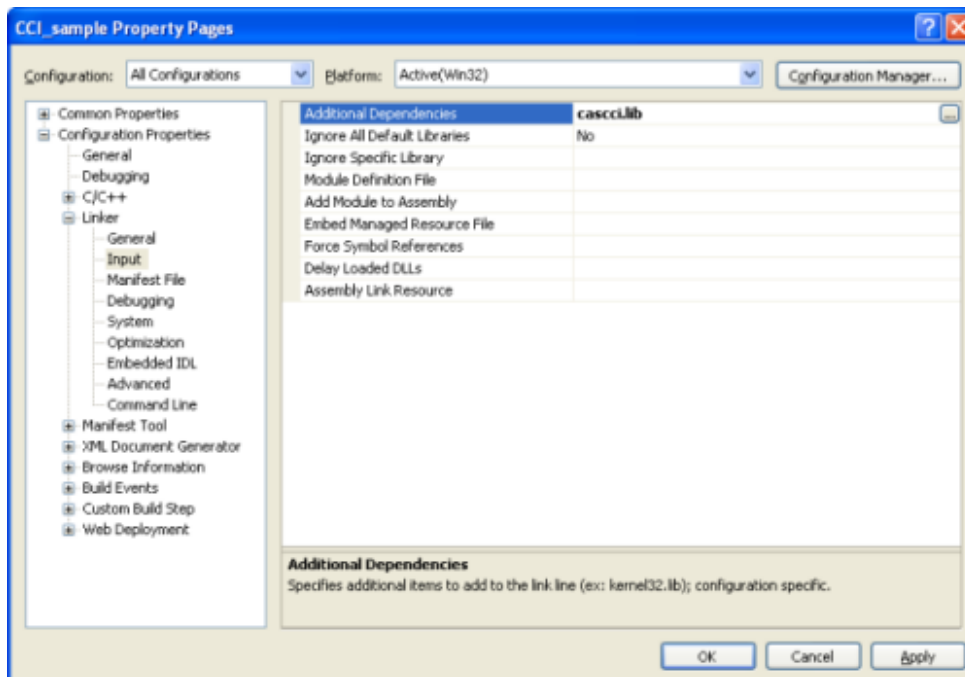 CCI_sample Property Pages
Configuration: All Configurations Platform: Active(Win32) Configuration Manager...
Common Properties
Configuration Properties
General
Debugging
C/C++
Linker
General
Input
Manifest File
Debugging
System
Optimization
Embedded IDL
Advanced
Command Line
Manifest Tool
XML Document Generator
Browse Information
Build Events
Custom Build Step
Web Deployment
Additional Dependencies cascci.lib ...
Ignore All Default Libraries No
Ignore Specific Library
Module Definition File
Add Module to Assembly
Embed Managed Resource File
Force Symbol References
Delay Loaded DLLs
Assembly Link Resource
Additional Dependencies
Specifies additional items to add to the link line (ex: kernel32.lib); configuration specific.
OK Cancel Apply